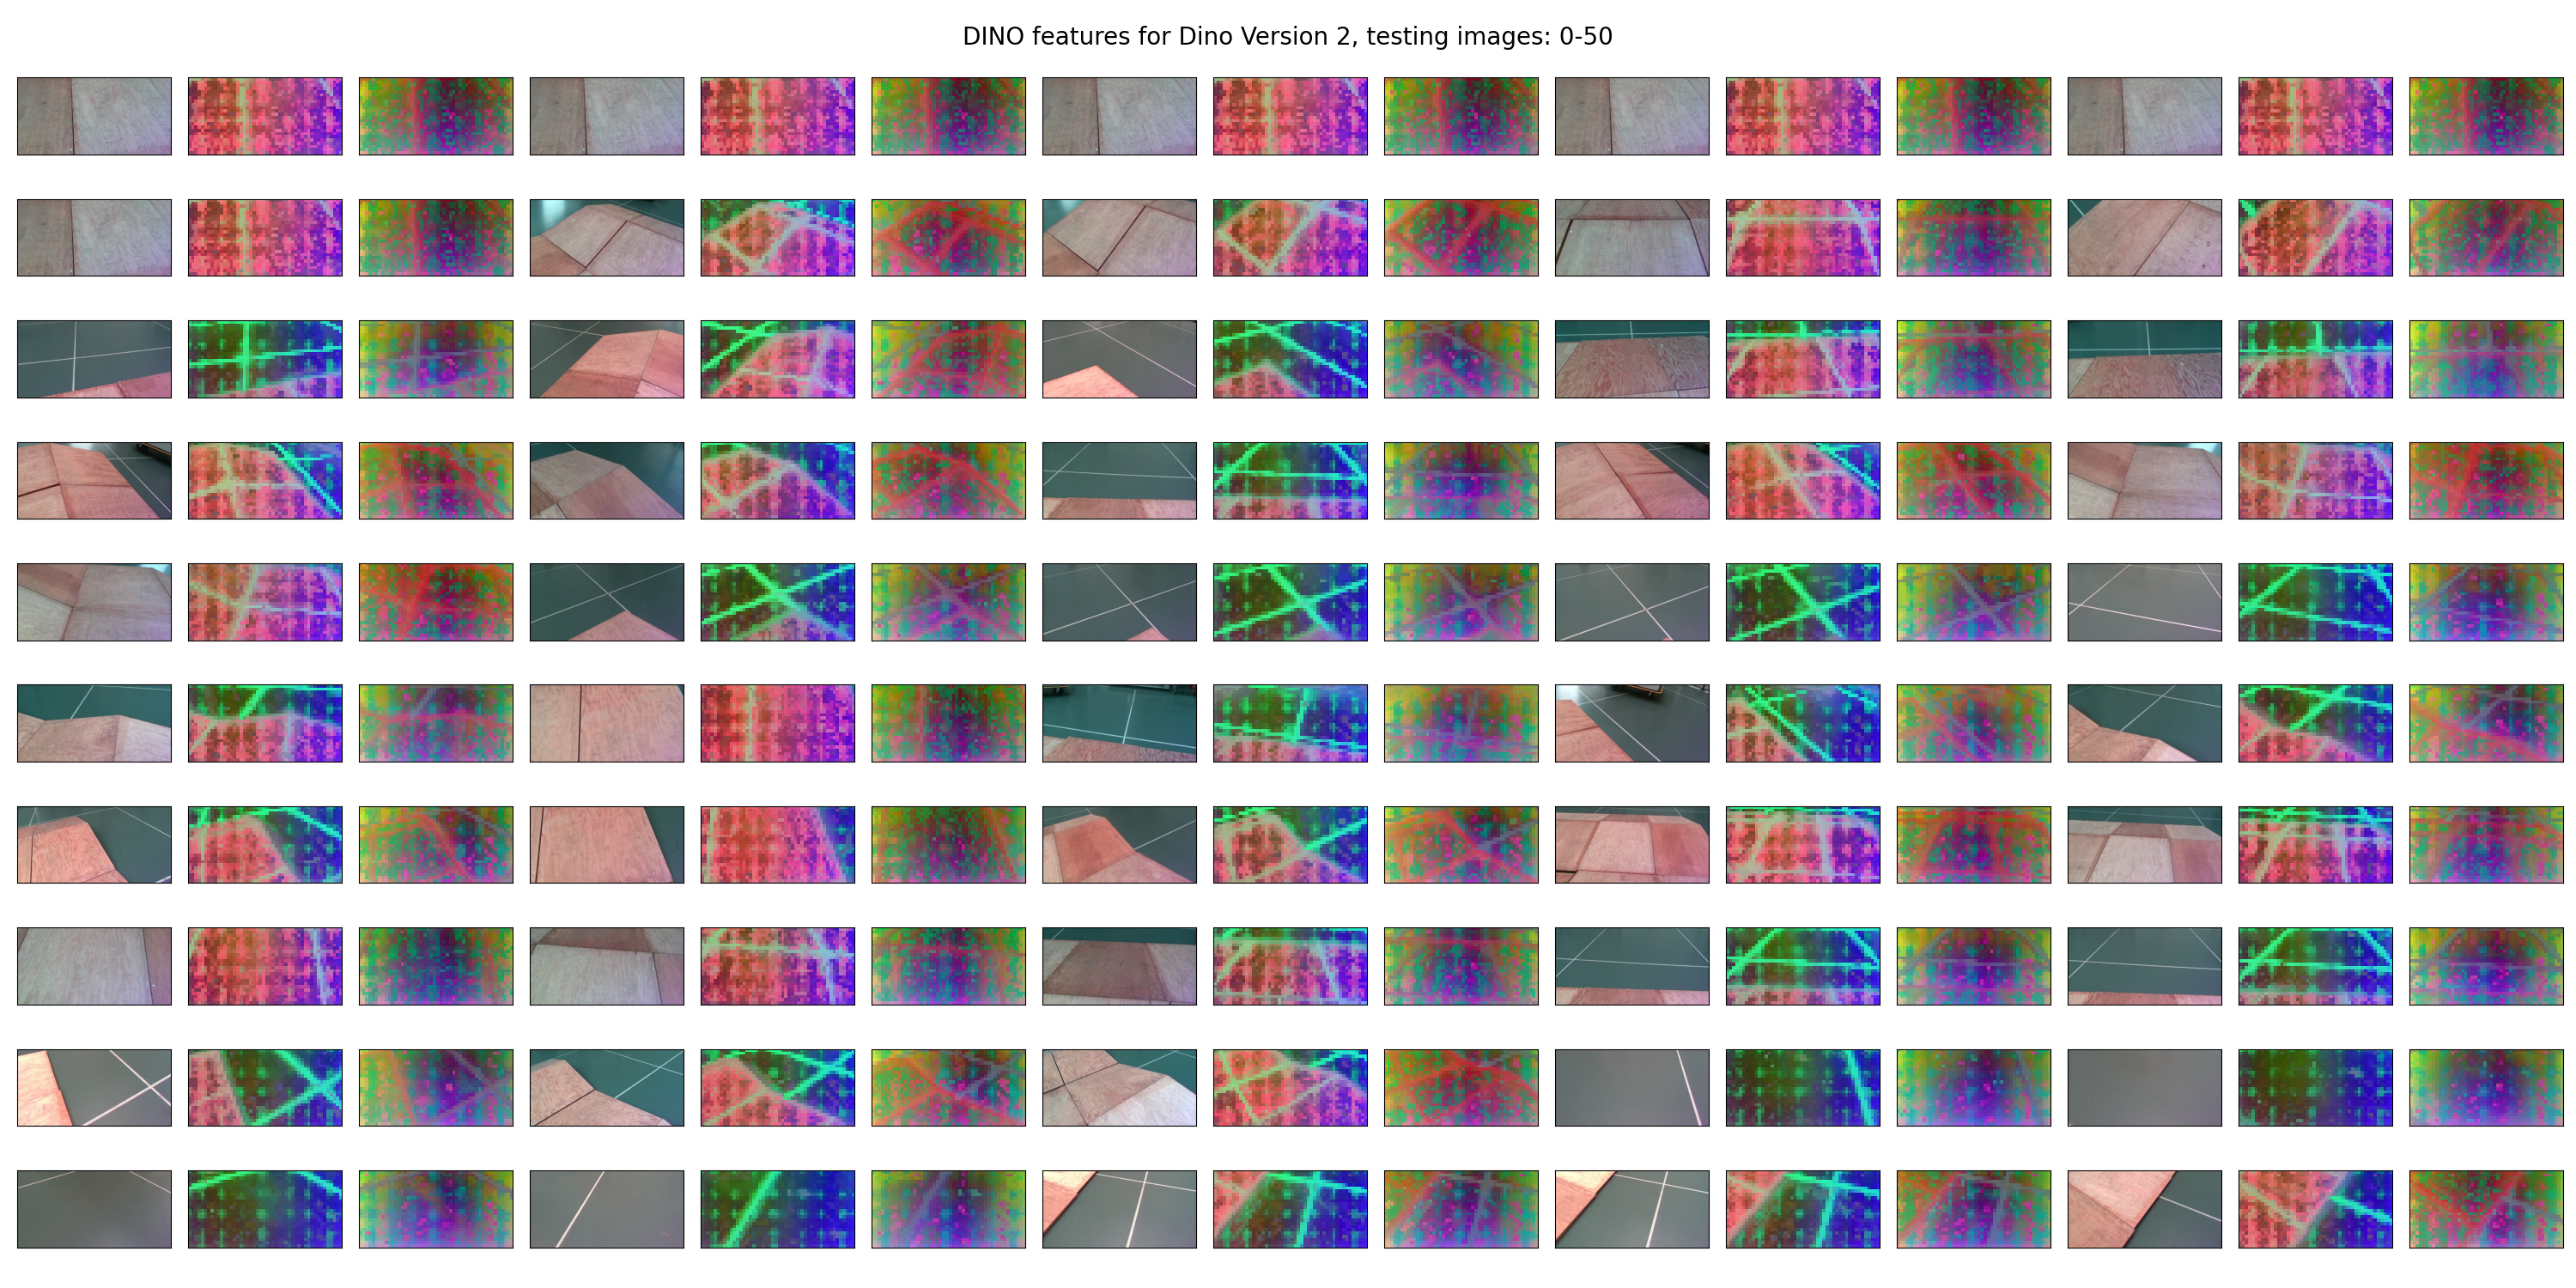 DINO features for Dino Version 2, testing images: 0-50